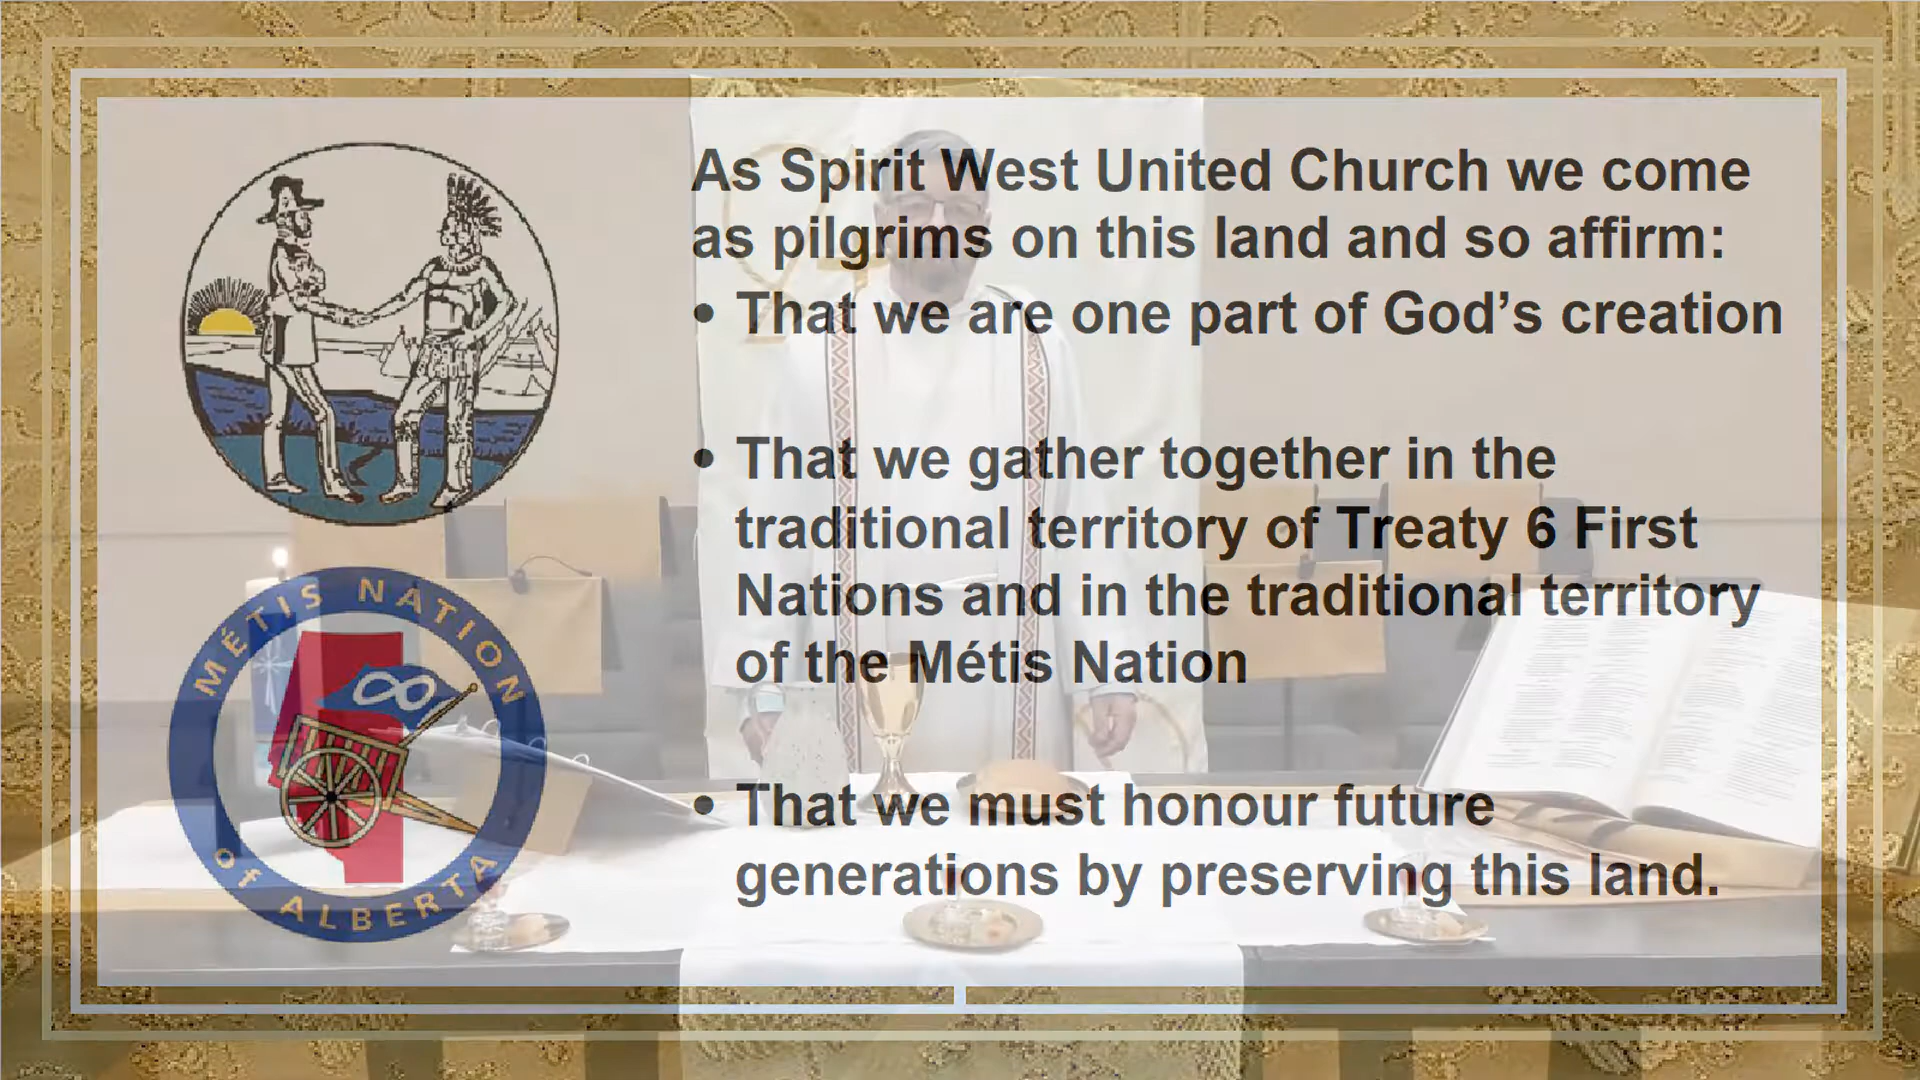 As Spirit West United Church we come
as pilgrims on this land and so affirm:
• That we are one part of God’s creation
• That we gather together in the
traditional territory of Treaty 6 First
Nations and in the traditional territory
of the Métis Nation
• That we must honour future
generations by preserving this land.
MÉTIS NATION
of ALBERTA